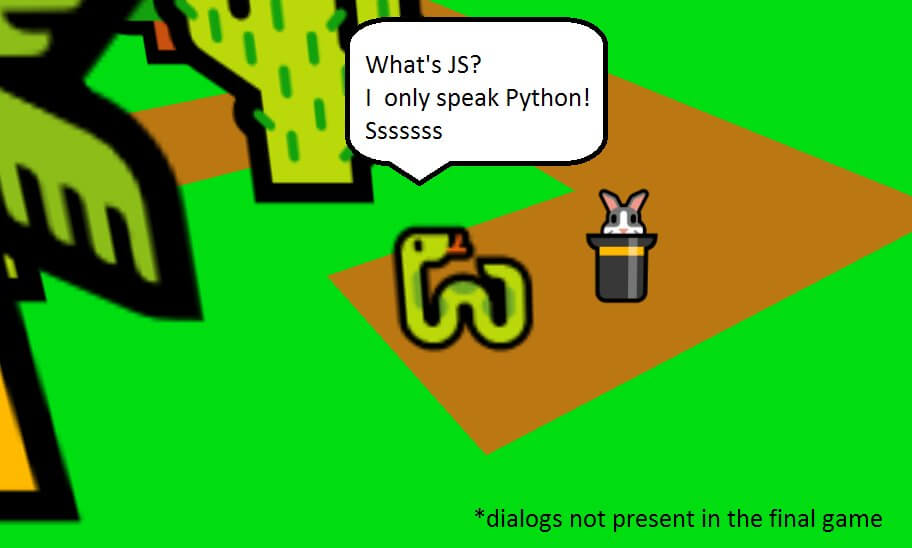 What's JS?
I only speak Python!
Sssssss
*dialogs not present in the final game